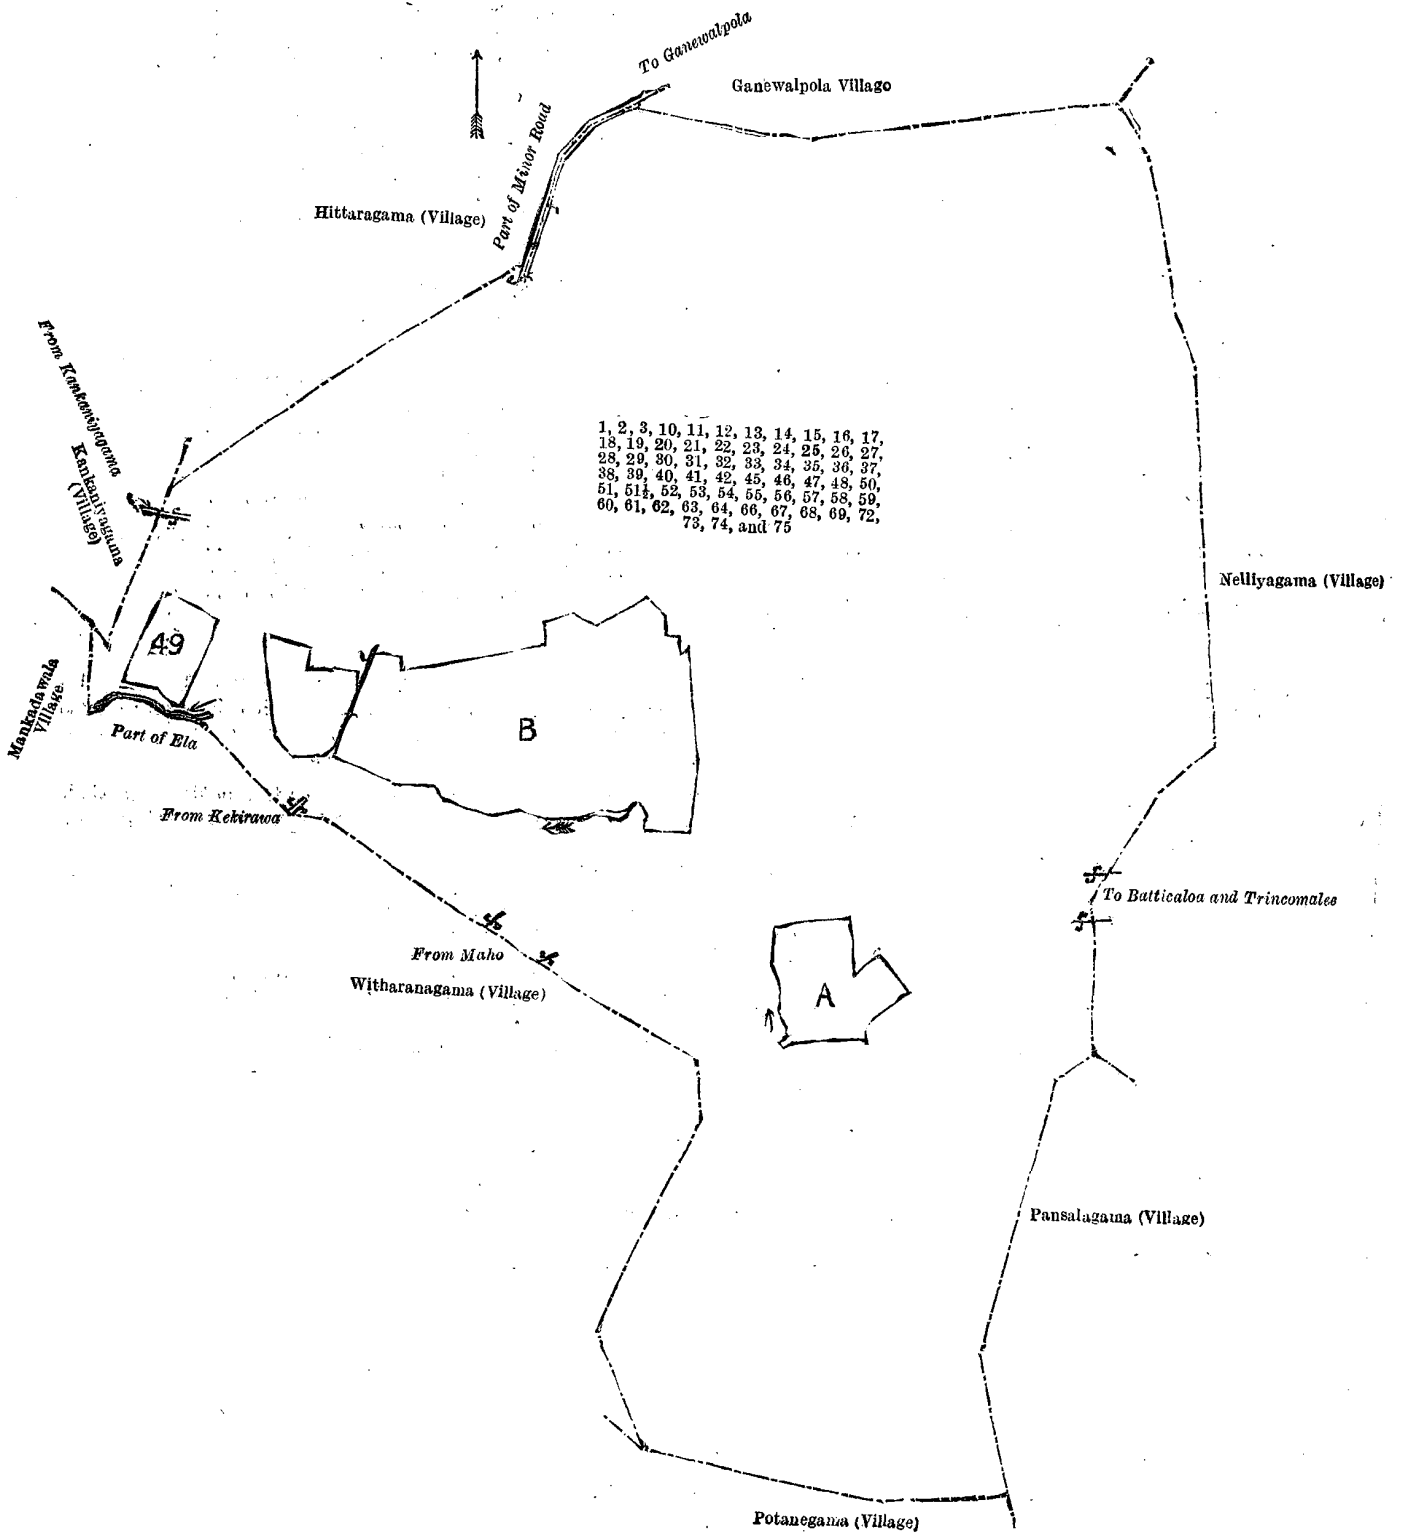 To Ganewalpola
Ganewalpola Village
Part of Minor Road
Hittaragama (Village)
From Kankaniyagama
Kankaniyagama
(Village)
1, 2, 3, 10, 11, 12, 13, 14, 15, 16, 17,
18, 19, 20, 21, 22, 23, 24, 25, 26, 27,
28, 29, 30, 31, 32, 33, 34, 35, 36, 37,
38, 39, 40, 41, 42, 45, 46, 47, 48, 50,
51, 51½, 52, 53, 54, 55, 56, 57, 58, 59,
60, 61, 62, 63, 64, 66, 67, 68, 69, 72,
73, 74, and 75
Nelliyagama (Village)
49
Mankadawala
Village
Part of Ela
B
From Kekirawa
To Batticaloa and Trincomalee
From Maho
Witharanagama (Village)
A
Pansalagama (Village)
Potanegama (Village)